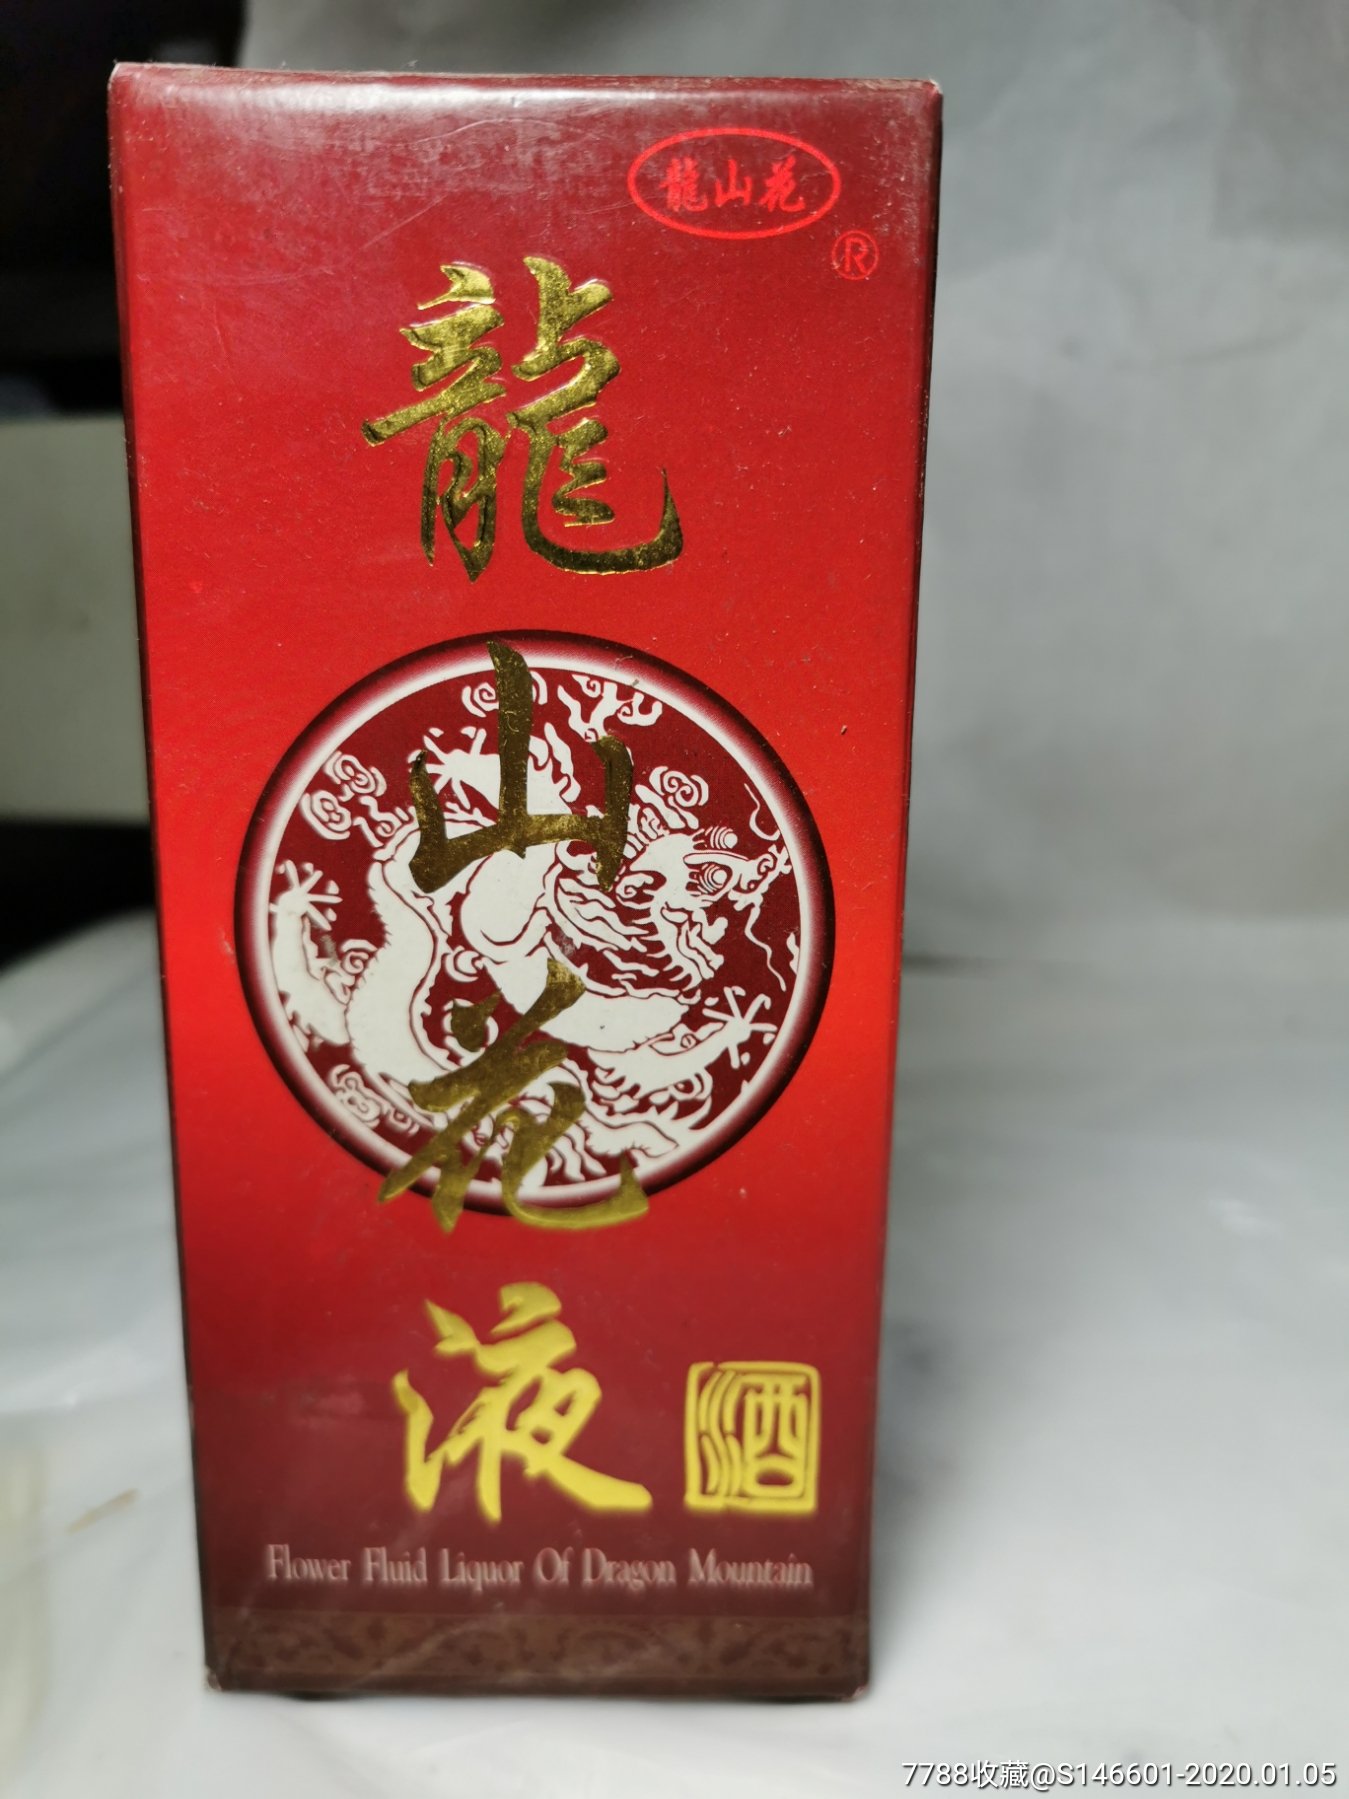 龍山花
®
龍
山
花
液
酒
Flower Fluid Liquor Of Dragon Mountain
7788收藏@S146601-2020.01.05